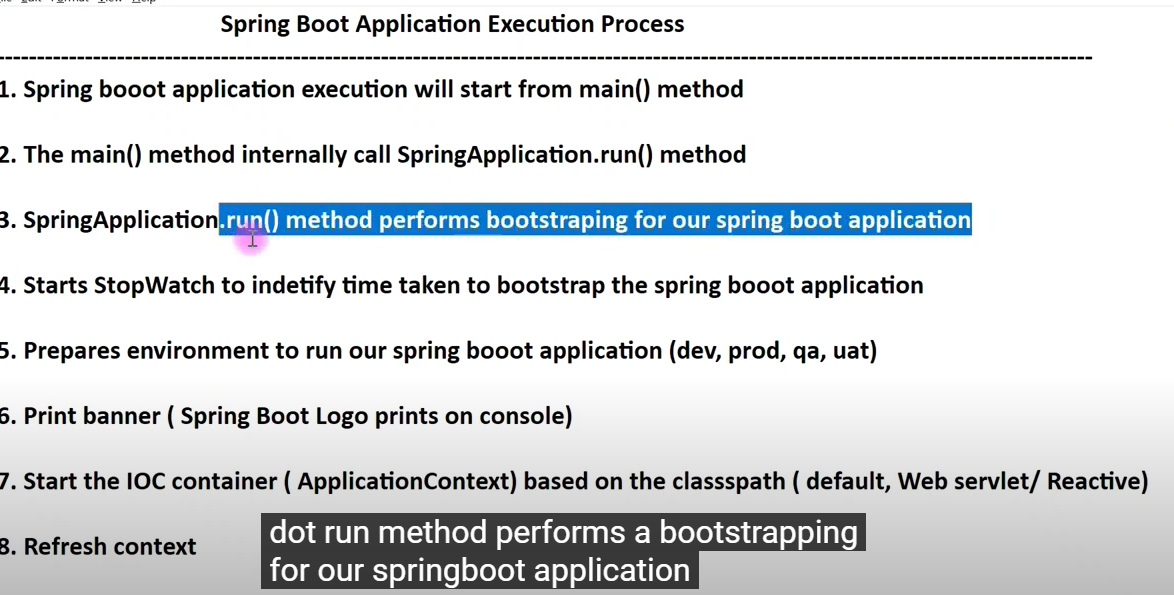 Edit Format View Help
Spring Boot Application Execution Process
--------------------------------------------------------------------------------------------------------------
1. Spring booot application execution will start from main() method
2. The main() method internally call SpringApplication.run() method
3. SpringApplication.run() method performs bootstraping for our spring boot application
4. Starts StopWatch to indetify time taken to bootstrap the spring booot application
5. Prepares environment to run our spring booot application (dev, prod, qa, uat)
6. Print banner ( Spring Boot Logo prints on console)
7. Start the IOC container ( ApplicationContext) based on the classspath ( default, Web servlet/ Reactive)
8. Refresh context
dot run method performs a bootstrapping
for our springboot application